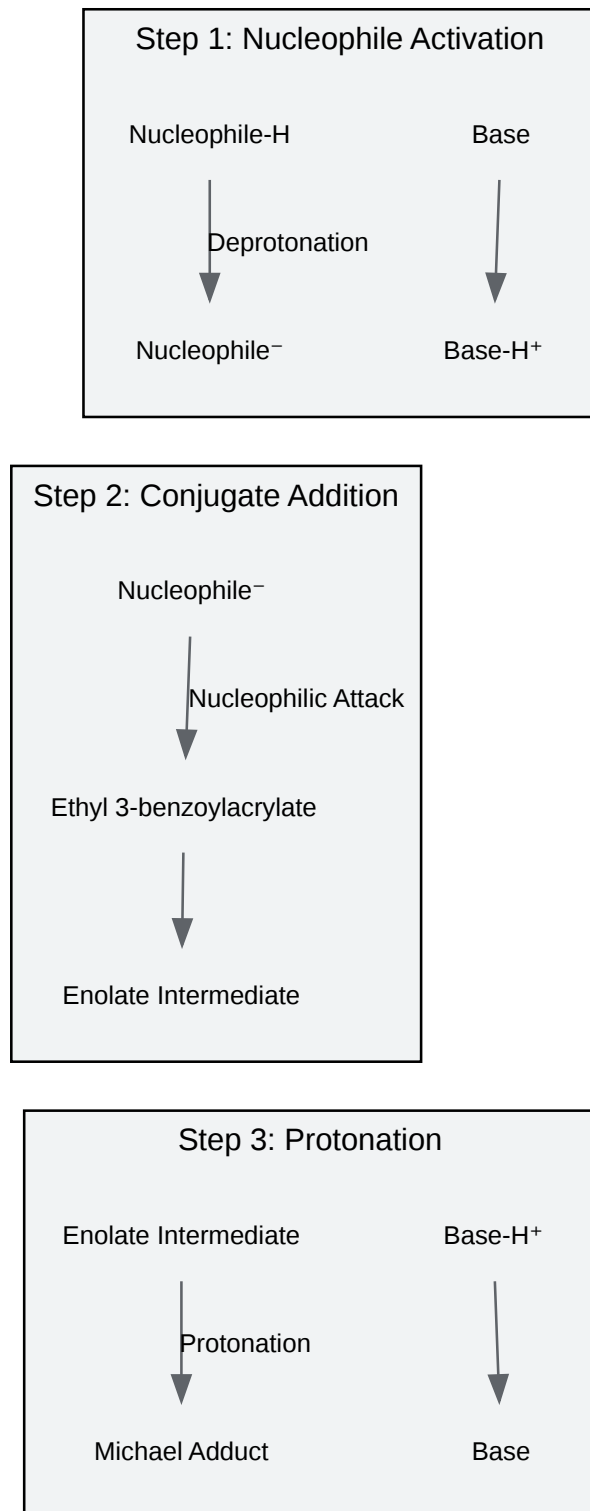 Step 1: Nucleophile Activation
Nucleophile-H
Base
Deprotonation
Nucleophile⁻
Base-H⁺
Step 2: Conjugate Addition
Nucleophile⁻
Nucleophilic Attack
Ethyl 3-benzoylacrylate
Enolate Intermediate
Step 3: Protonation
Enolate Intermediate
Base-H⁺
Protonation
Michael Adduct
Base